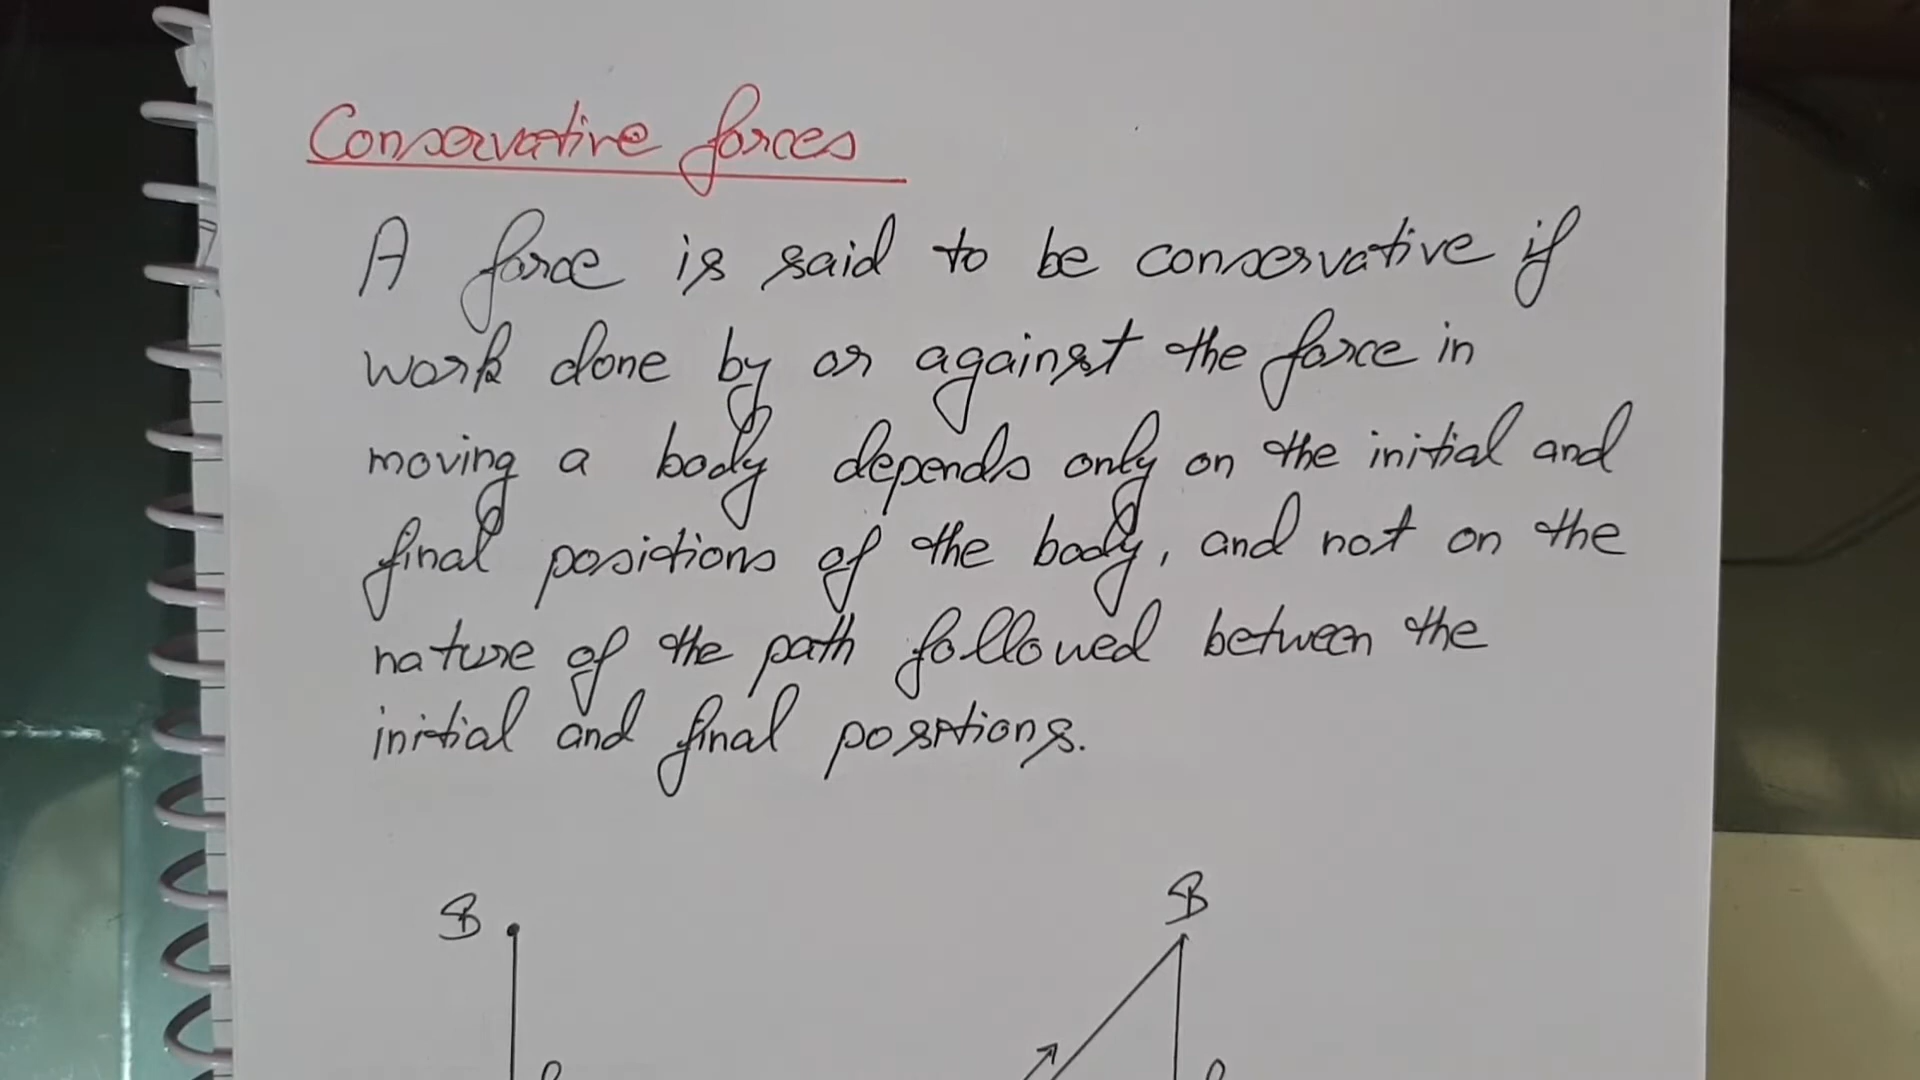 Conservative forces
A force is said to be conservative if
work done by or against the force in
moving a body depends only on the initial and
final positions of the body, and not on the
nature of the path followed between the
initial and final positions.
B B